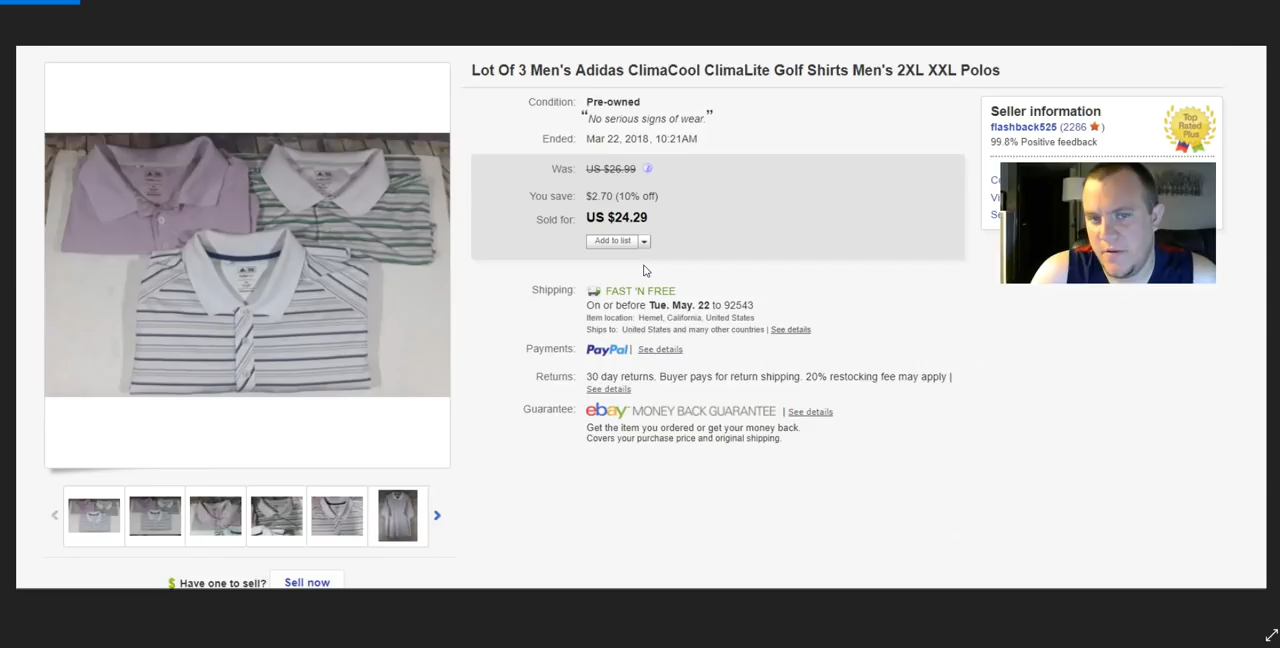 Lot Of 3 Men's Adidas ClimaCool ClimaLite Golf Shirts Men's 2XL XXL Polos
Condition: Pre-owned
“No serious signs of wear.”
Ended: Mar 22, 2018, 10:21AM
Was: US $26.99
You save: $2.70 (10% off)
Sold for: US $24.29
Add to list
Shipping: FAST 'N FREE
On or before Tue. May. 22 to 92543
Item location: Hemet, California, United States
Ships to: United States and many other countries | See details
Payments: PayPal | See details
Returns: 30 day returns. Buyer pays for return shipping. 20% restocking fee may apply |
See details
Guarantee: ebay MONEY BACK GUARANTEE | See details
Get the item you ordered or get your money back.
Covers your purchase price and original shipping.
Seller information
flashback525 (2286 )
99.8% Positive feedback
Top
Rated
Plus
$ Have one to sell? Sell now